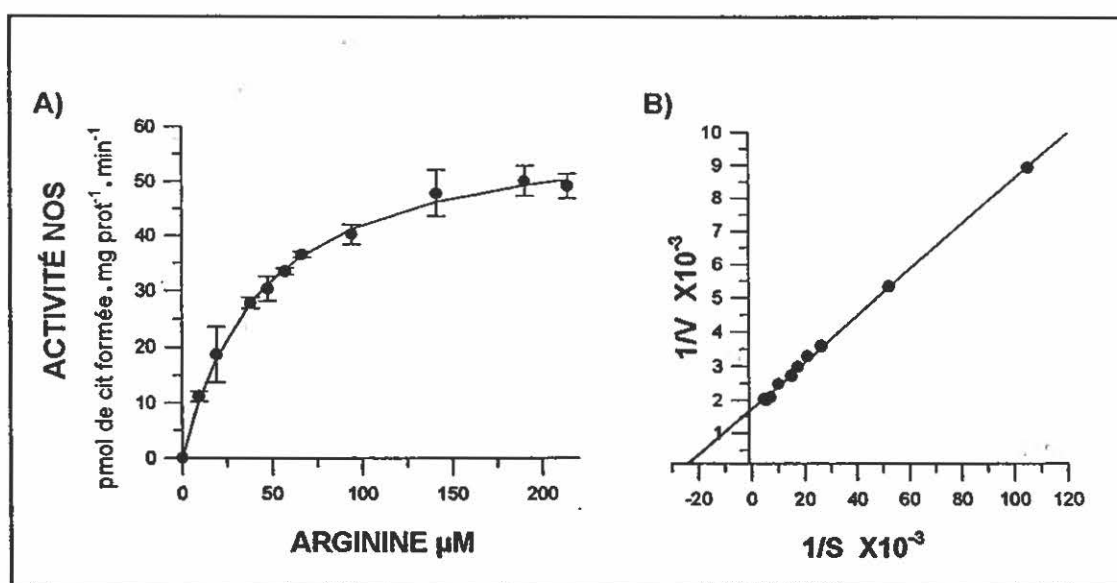 A)
ACTIVITÉ NOS
pmol de cit formée. mg prot⁻¹. min⁻¹
60
50
40
30
20
10
0
0 50 100 150 200
ARGININE µM
B)
1/V X10⁻³
10
9
8
7
6
5
4
3
2
1
-20 0 20 40 60 80 100 120
1/S X10⁻³